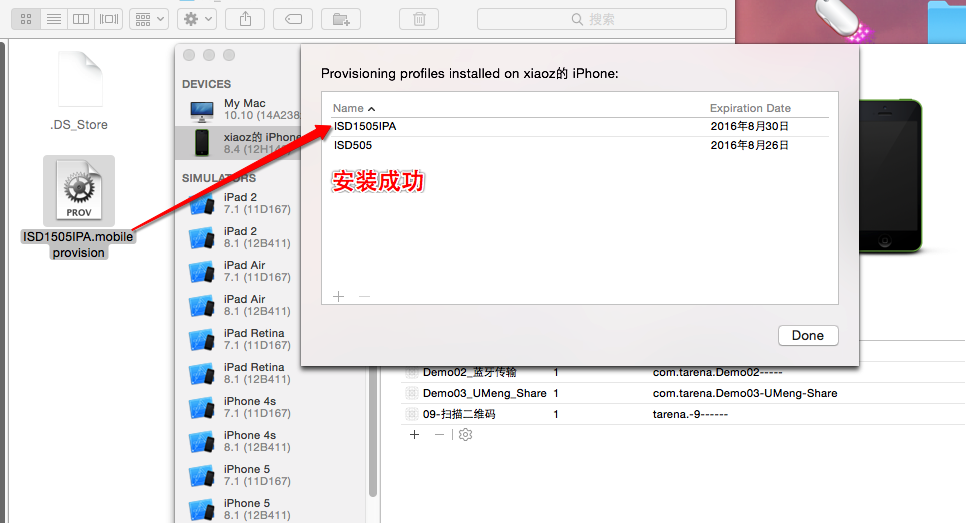 搜索
.DS_Store
PROV
ISD1505IPA.mobile
provision
DEVICES
My Mac
10.10 (14A238
xiaoz的 iPhone
8.4 (12H14
SIMULATORS
iPad 2
7.1 (11D167)
iPad 2
8.1 (12B411)
iPad Air
7.1 (11D167)
iPad Air
8.1 (12B411)
iPad Retina
7.1 (11D167)
iPad Retina
8.1 (12B411)
iPhone 4s
7.1 (11D167)
iPhone 4s
8.1 (12B411)
iPhone 5
7.1 (11D167)
iPhone 5
8.1 (12B411)
Provisioning profiles installed on xiaoz的 iPhone:
Name Expiration Date
ISD1505IPA 2016年8月30日
ISD505 2016年8月26日
安装成功
Done
Demo02_蓝牙传输 1 com.tarena.Demo02-----
Demo03_UMeng_Share 1 com.tarena.Demo03-UMeng-Share
09-扫描二维码 1 tarena.-9------